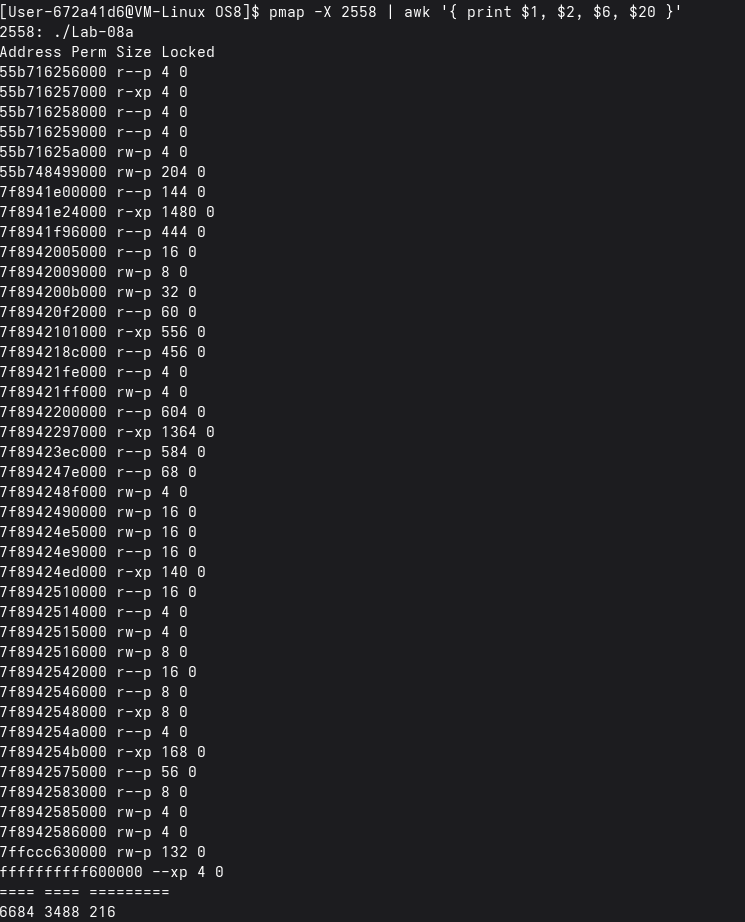 [User-672a41d6@VM-Linux OS8]$ pmap -X 2558 | awk '{ print $1, $2, $6, $20 }'
2558: ./Lab-08a
Address Perm Size Locked
55b716256000 r--p 4 0
55b716257000 r-xp 4 0
55b716258000 r--p 4 0
55b716259000 r--p 4 0
55b71625a000 rw-p 4 0
55b748499000 rw-p 204 0
7f8941e00000 r--p 144 0
7f8941e24000 r-xp 1480 0
7f8941f96000 r--p 444 0
7f8942005000 r--p 16 0
7f8942009000 rw-p 8 0
7f894200b000 rw-p 32 0
7f89420f2000 r--p 60 0
7f8942101000 r-xp 556 0
7f894218c000 r--p 456 0
7f89421fe000 r--p 4 0
7f89421ff000 rw-p 4 0
7f8942200000 r--p 604 0
7f8942297000 r-xp 1364 0
7f89423ec000 r--p 584 0
7f894247e000 r--p 68 0
7f894248f000 rw-p 4 0
7f8942490000 rw-p 16 0
7f89424e5000 rw-p 16 0
7f89424e9000 r--p 16 0
7f89424ed000 r-xp 140 0
7f8942510000 r--p 16 0
7f8942514000 r--p 4 0
7f8942515000 rw-p 4 0
7f8942516000 rw-p 8 0
7f8942542000 r--p 16 0
7f8942546000 r--p 8 0
7f8942548000 r-xp 8 0
7f894254a000 r--p 4 0
7f894254b000 r-xp 168 0
7f8942575000 r--p 56 0
7f8942583000 r--p 8 0
7f8942585000 rw-p 4 0
7f8942586000 rw-p 4 0
7ffccc630000 rw-p 132 0
ffffffffff600000 --xp 4 0
==== ==== =========
6684 3488 216